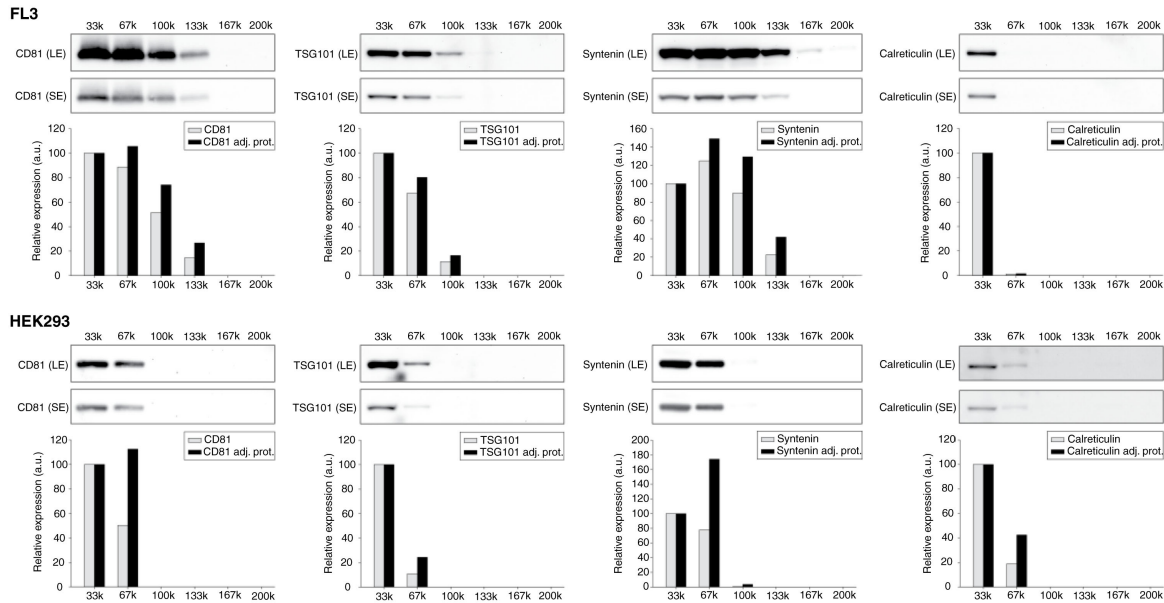 FL3
33k 67k 100k 133k 167k 200k
CD81 (LE)
CD81 (SE)
CD81
CD81 adj. prot.
Relative expression (a.u.)
120
100
80
60
40
20
0
33k 67k 100k 133k 167k 200k
33k 67k 100k 133k 167k 200k
TSG101 (LE)
TSG101 (SE)
TSG101
TSG101 adj. prot.
Relative expression (a.u.)
120
100
80
60
40
20
0
33k 67k 100k 133k 167k 200k
33k 67k 100k 133k 167k 200k
Syntenin (LE)
Syntenin (SE)
Syntenin
Syntenin adj. prot.
Relative expression (a.u.)
160
140
120
100
80
60
40
20
0
33k 67k 100k 133k 167k 200k
33k 67k 100k 133k 167k 200k
Calreticulin (LE)
Calreticulin (SE)
Calreticulin
Calreticulin adj. prot.
Relative expression (a.u.)
120
100
80
60
40
20
0
33k 67k 100k 133k 167k 200k
HEK293
33k 67k 100k 133k 167k 200k
CD81 (LE)
CD81 (SE)
CD81
CD81 adj. prot.
Relative expression (a.u.)
120
100
80
60
40
20
0
33k 67k 100k 133k 167k 200k
33k 67k 100k 133k 167k 200k
TSG101 (LE)
TSG101 (SE)
TSG101
TSG101 adj. prot.
Relative expression (a.u.)
120
100
80
60
40
20
0
33k 67k 100k 133k 167k 200k
33k 67k 100k 133k 167k 200k
Syntenin (LE)
Syntenin (SE)
Syntenin
Syntenin adj. prot.
Relative expression (a.u.)
200
180
160
140
120
100
80
60
40
20
0
33k 67k 100k 133k 167k 200k
33k 67k 100k 133k 167k 200k
Calreticulin (LE)
Calreticulin (SE)
Calreticulin
Calreticulin adj. prot.
Relative expression (a.u.)
120
100
80
60
40
20
0
33k 67k 100k 133k 167k 200k